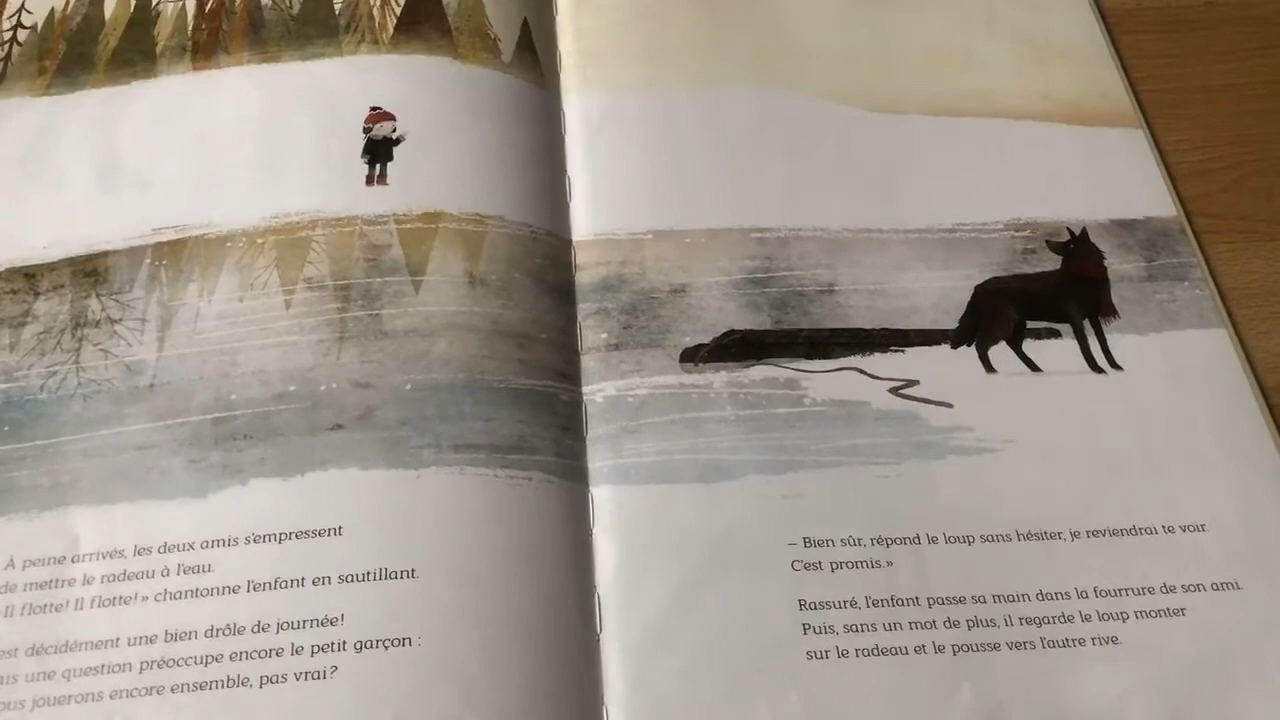 À peine arrivés, les deux amis s'empressent
de mettre le radeau à l'eau.
Il flotte! Il flotte!» chantonne l'enfant en sautillant.
est décidément une bien drôle de journée!
une question préoccupe encore le petit garçon :
jouerons encore ensemble, pas vrai?
– Bien sûr, répond le loup sans hésiter, je reviendrai te voir.
C'est promis.»
Rassuré, l'enfant passe sa main dans la fourrure de son ami.
Puis, sans un mot de plus, il regarde le loup monter
sur le radeau et le pousse vers l'autre rive.